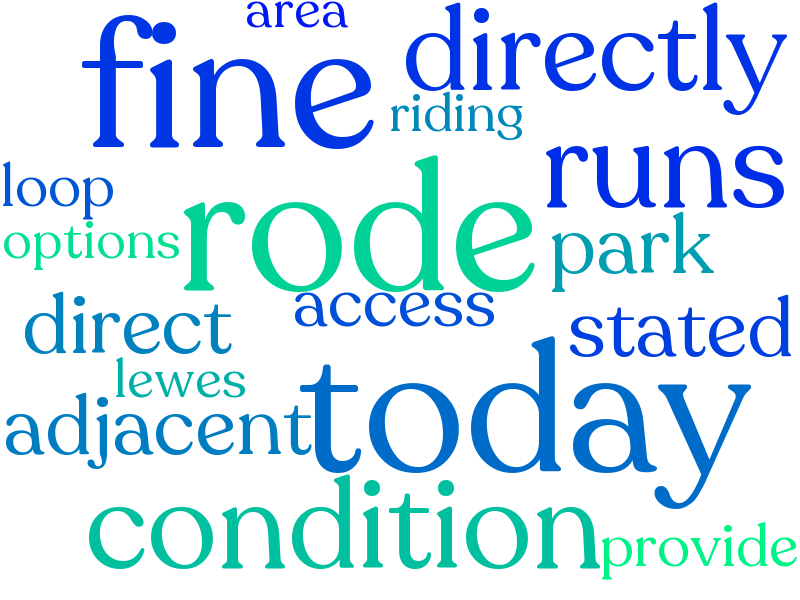 area
fine
directly
riding
runs
loop
rode
options
park
access
direct
stated
lewes
today
adjacent
condition
provide